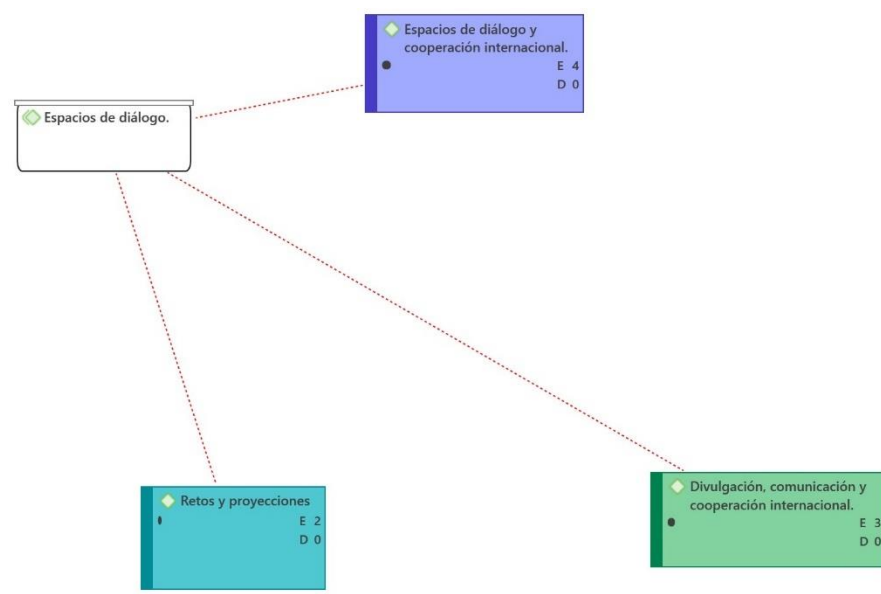 Espacios de diálogo y
cooperación internacional.
E 4
D 0
Espacios de diálogo.
Retos y proyecciones
E 2
D 0
Divulgación, comunicación y
cooperación internacional.
E 3
D 0